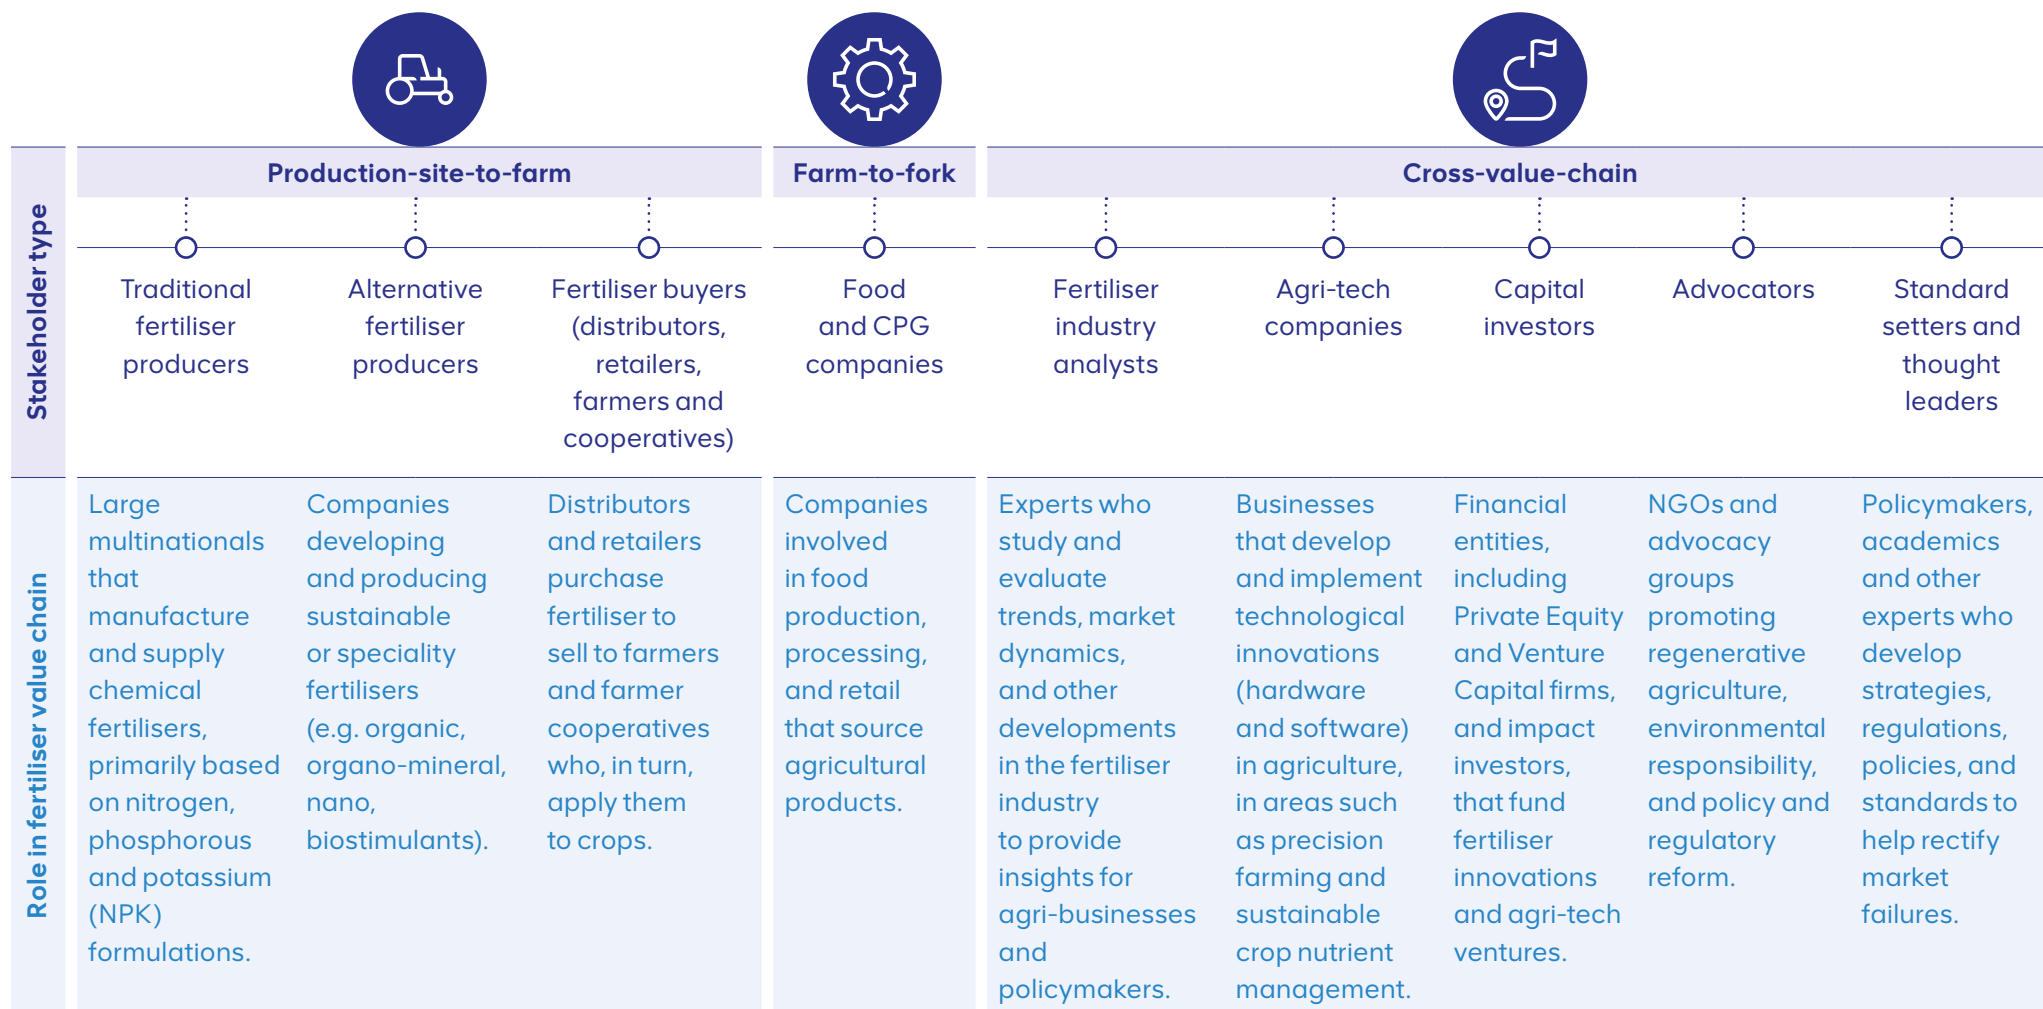 Production-site-to-farm
Farm-to-fork
Cross-value-chain
Stakeholder type
Traditional
fertiliser
producers
Alternative
fertiliser
producers
Fertiliser buyers
(distributors,
retailers,
farmers and
cooperatives)
Food
and CPG
companies
Fertiliser
industry
analysts
Agri-tech
companies
Capital
investors
Advocators
Standard
setters and
thought
leaders
Role in fertiliser value chain
Large
multinationals
that
manufacture
and supply
chemical
fertilisers,
primarily based
on nitrogen,
phosphorous
and potassium
(NPK)
formulations.
Companies
developing
and producing
sustainable
or speciality
fertilisers
(e.g. organic,
organo-mineral,
nano,
biostimulants).
Distributors
and retailers
purchase
fertiliser to
sell to farmers
and farmer
cooperatives
who, in turn,
apply them
to crops.
Companies
involved
in food
production,
processing,
and retail
that source
agricultural
products.
Experts who
study and
evaluate
trends, market
dynamics,
and other
developments
in the fertiliser
industry
to provide
insights for
agri-businesses
and
policymakers.
Businesses
that develop
and implement
technological
innovations
(hardware
and software)
in agriculture,
in areas such
as precision
farming and
sustainable
crop nutrient
management.
Financial
entities,
including
Private Equity
and Venture
Capital firms,
and impact
investors,
that fund
fertiliser
innovations
and agri-tech
ventures.
NGOs and
advocacy
groups
promoting
regenerative
agriculture,
environmental
responsibility,
and policy and
regulatory
reform.
Policymakers,
academics
and other
experts who
develop
strategies,
regulations,
policies, and
standards to
help rectify
market
failures.